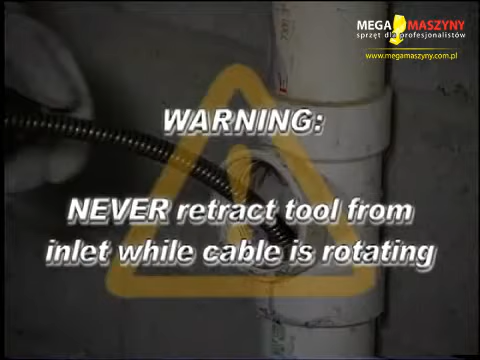 MEGA MASZYNY
sprzęt dla profesjonalistów
www.megamaszyny.com.pl
WARNING:
NEVER retract tool from
inlet while cable is rotating